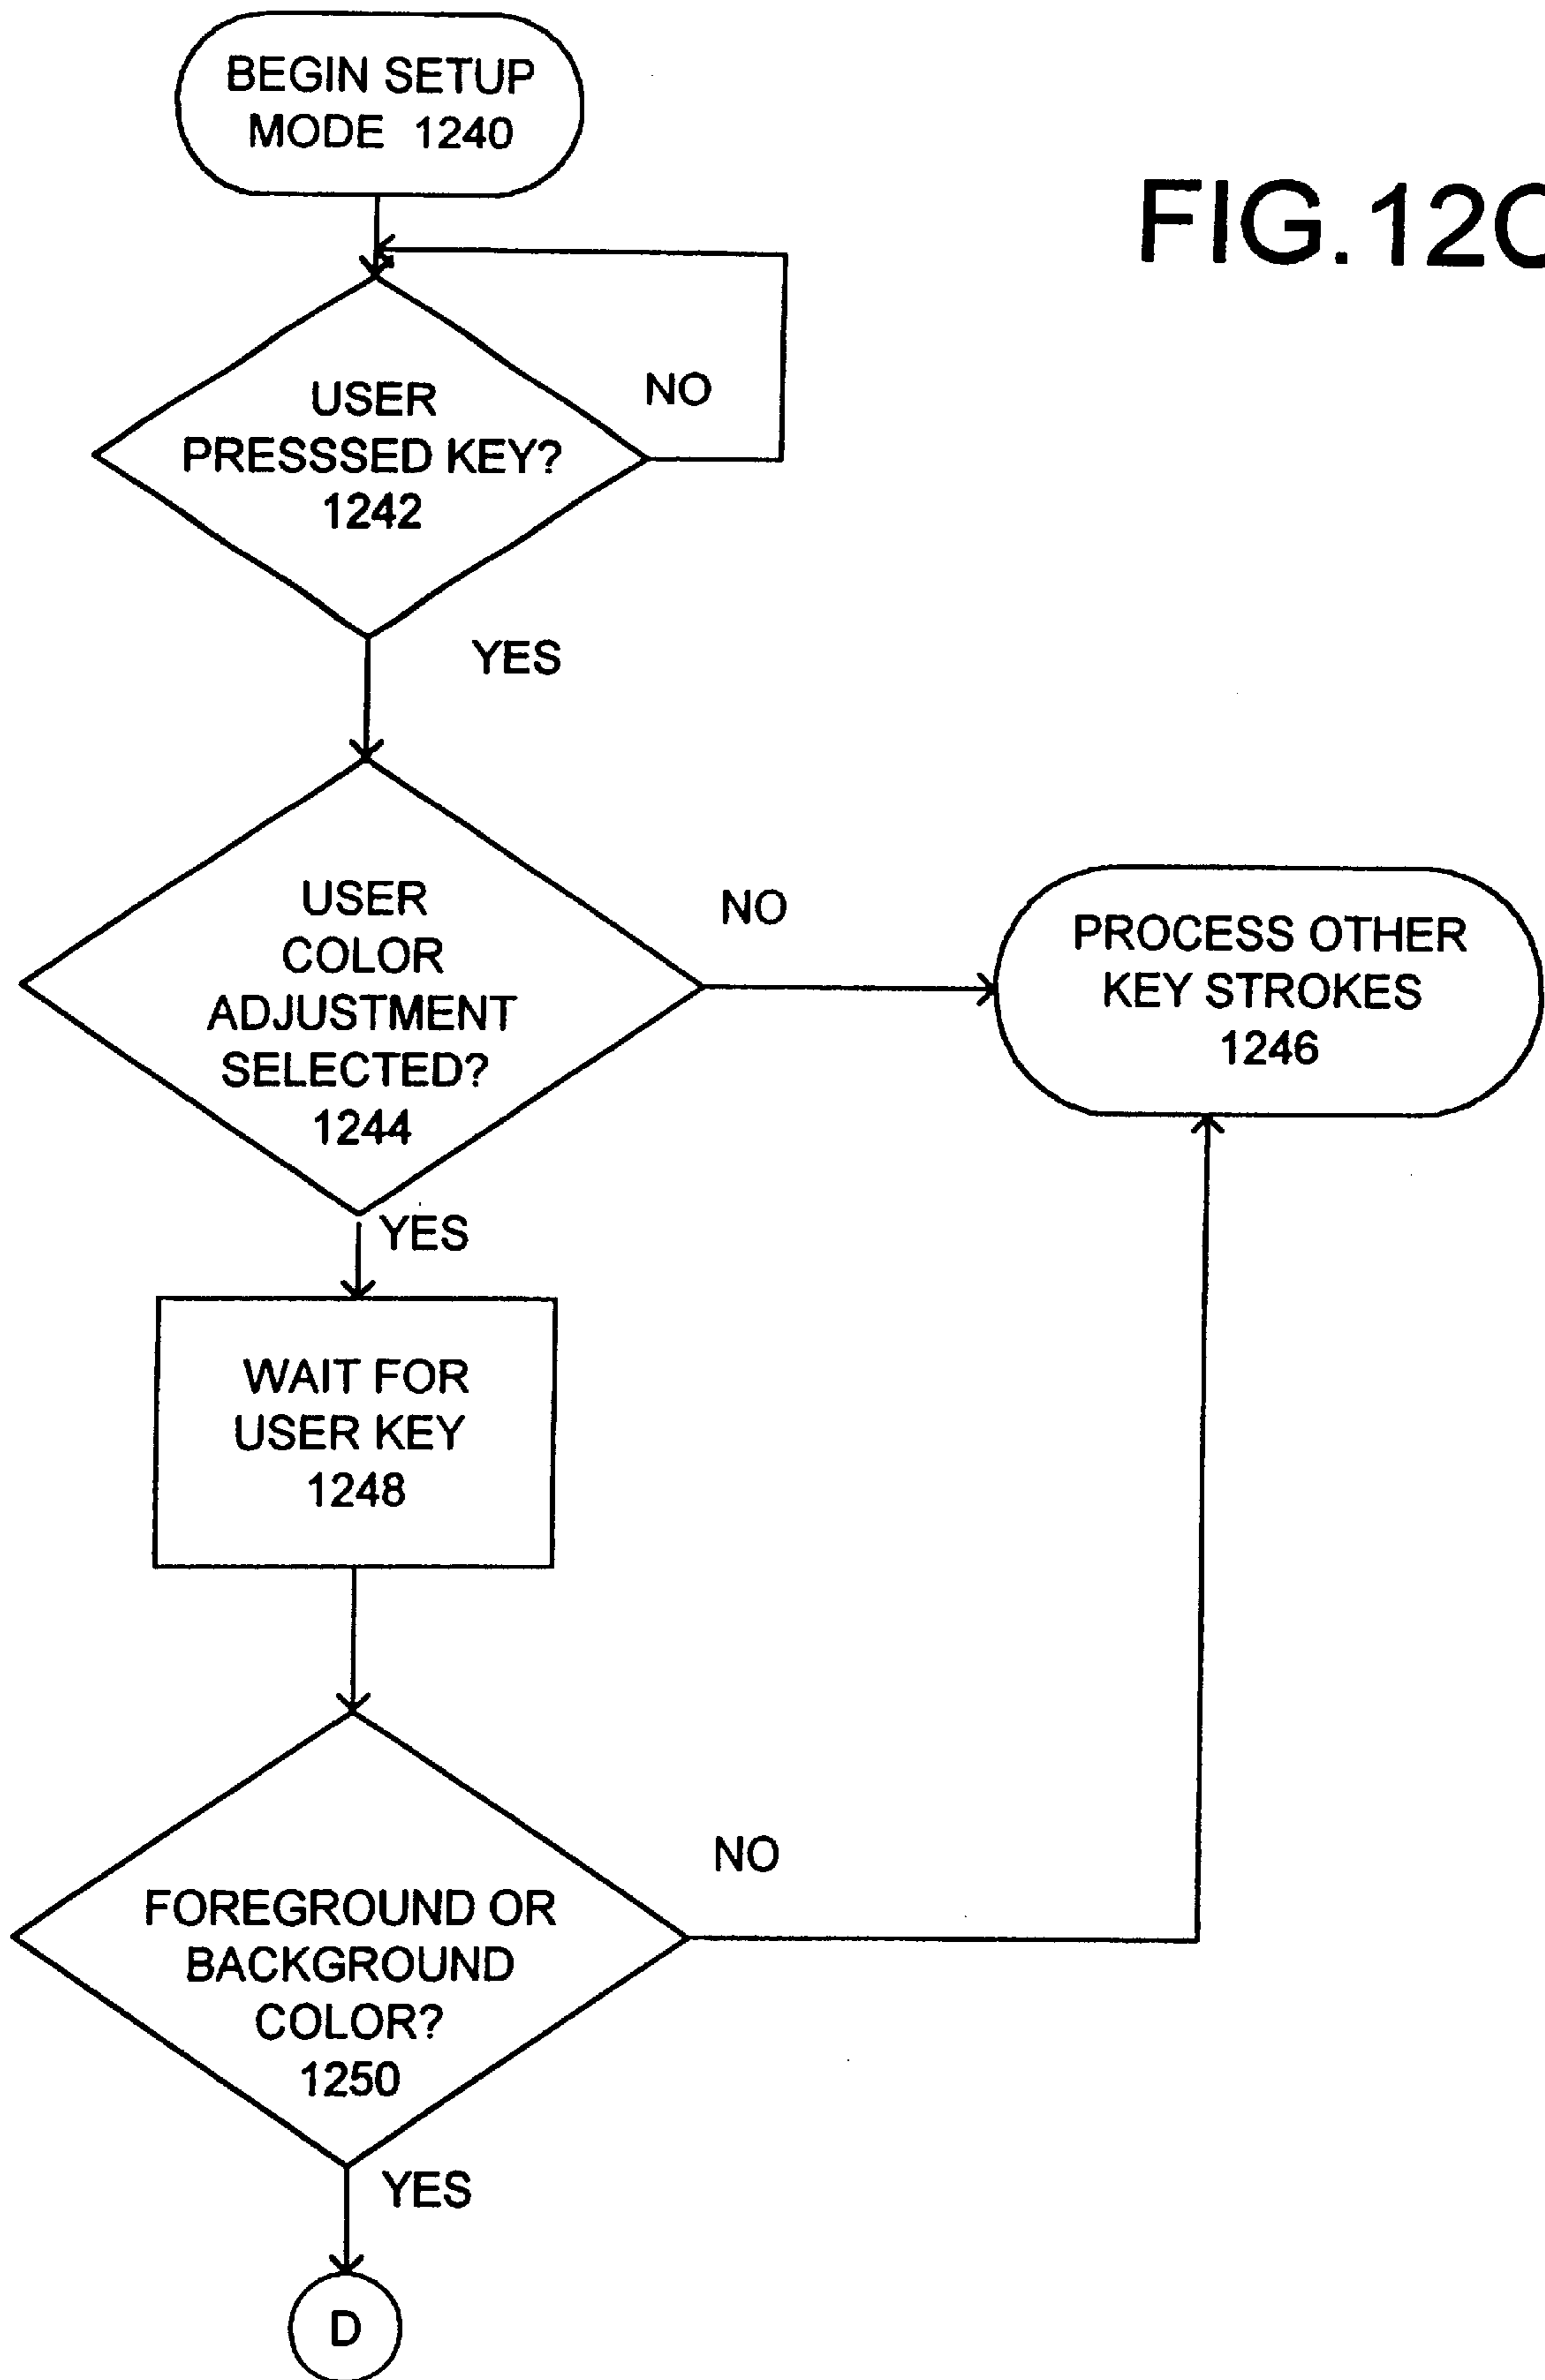 BEGIN SETUP
MODE 1240
FIG.12C
USER
PRESSSED KEY?
1242
NO
YES
USER
COLOR
ADJUSTMENT
SELECTED?
1244
NO
PROCESS OTHER
KEY STROKES
1246
YES
WAIT FOR
USER KEY
1248
FOREGROUND OR
BACKGROUND
COLOR?
1250
NO
YES
D